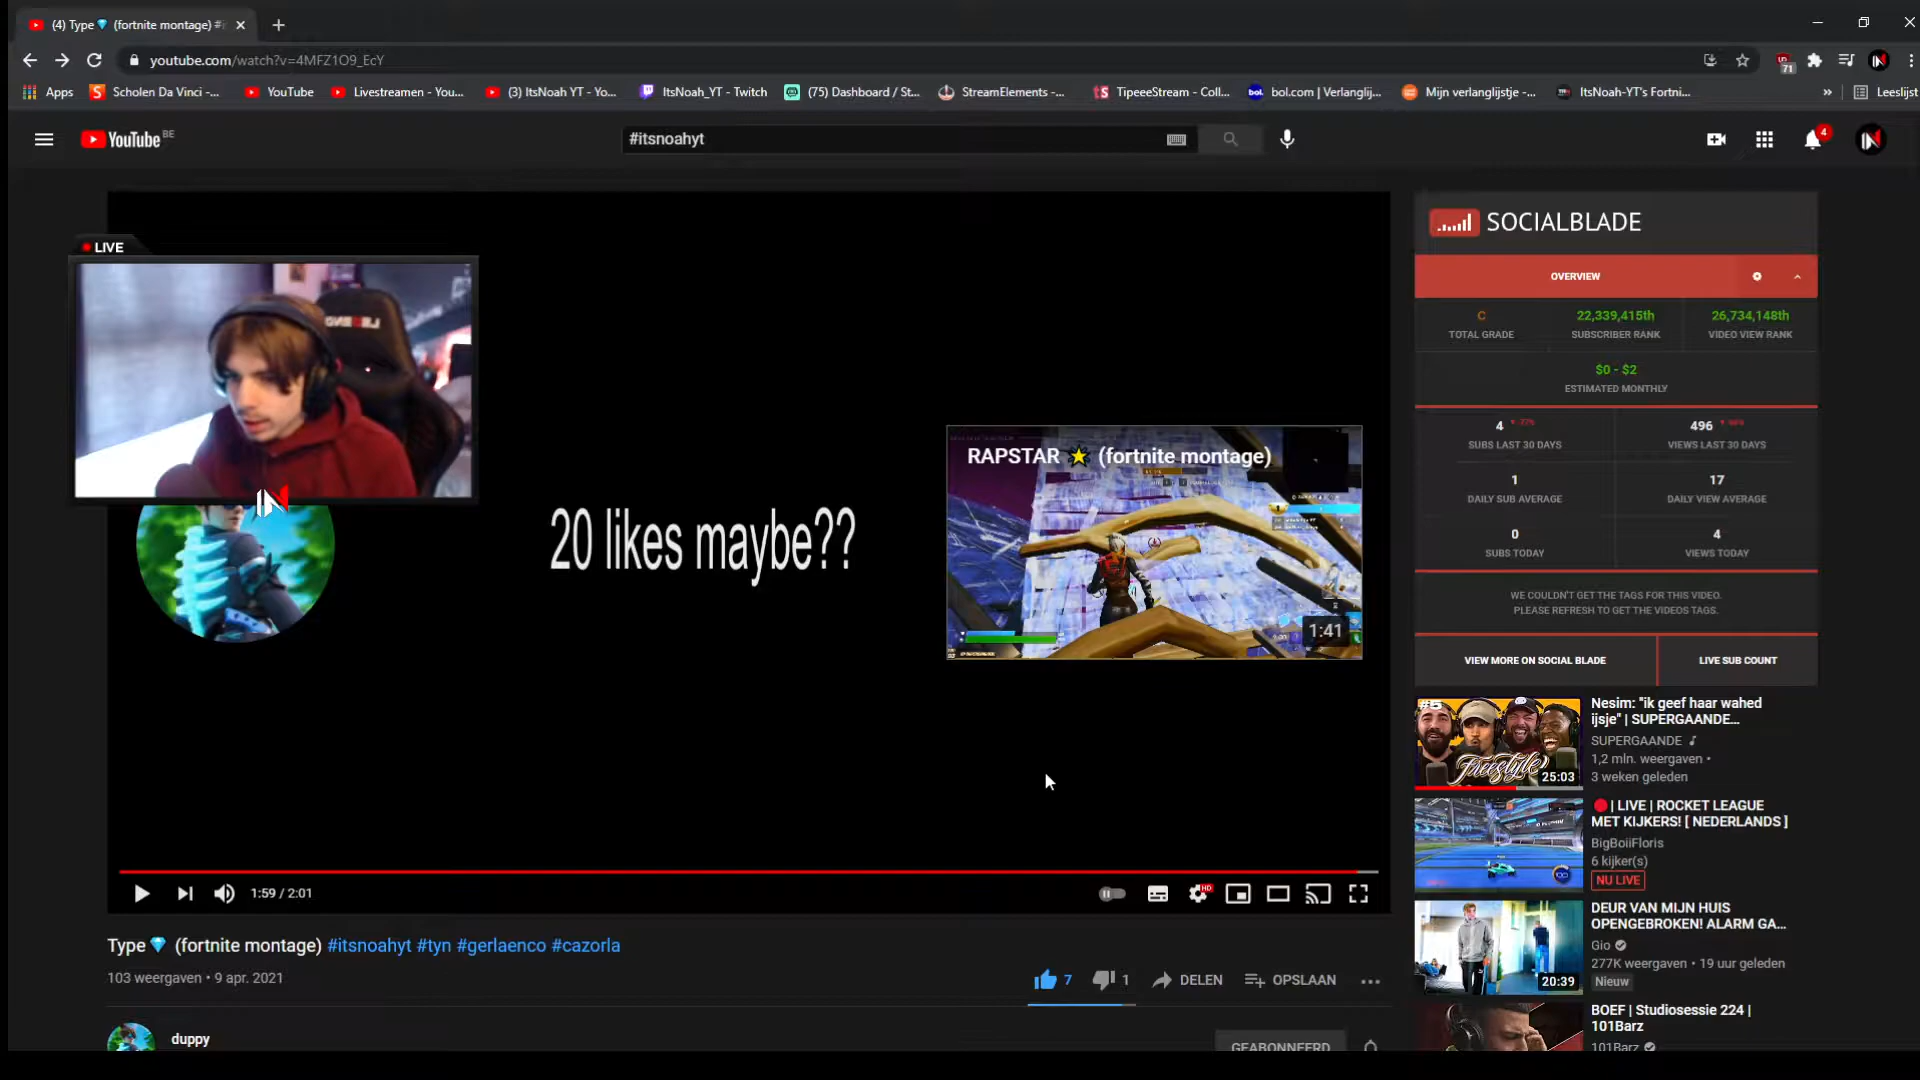 (4) Type💎 (fortnite montage) #i
youtube.com/watch?v=4MFZ1O9_EcY
71
Apps
Scholen Da Vinci -...
YouTube
Livestreamen - You...
(3) ItsNoah YT - Yo...
ItsNoah_YT - Twitch
(75) Dashboard / St...
StreamElements -...
TipeeeStream - Coll...
bol.com | Verlanglij...
Mijn verlanglijstje -...
ItsNoah-YT's Fortni...
»
Leeslijst
YouTube BE
#itsnoahyt
4
LIVE
20 likes maybe??
RAPSTAR ⭐ (fortnite montage)
1:41
1:59 / 2:01
HD
Type💎 (fortnite montage) #itsnoahyt #tyn #gerlaenco #cazorla
103 weergaven • 9 apr. 2021
7
1
DELEN
OPSLAAN
duppy
GEABONNEERD
SOCIALBLADE
OVERVIEW
C
TOTAL GRADE
22,339,415th
SUBSCRIBER RANK
26,734,148th
VIDEO VIEW RANK
$0 - $2
ESTIMATED MONTHLY
4
SUBS LAST 30 DAYS
496
VIEWS LAST 30 DAYS
1
DAILY SUB AVERAGE
17
DAILY VIEW AVERAGE
0
SUBS TODAY
4
VIEWS TODAY
WE COULDN'T GET THE TAGS FOR THIS VIDEO.
PLEASE REFRESH TO GET THE VIDEOS TAGS.
VIEW MORE ON SOCIAL BLADE
LIVE SUB COUNT
#5
Freestyle
25:03
Nesim: "ik geef haar wahed
ijsje" | SUPERGAANDE...
SUPERGAANDE
1,2 mln. weergaven •
3 weken geleden
🔴| LIVE | ROCKET LEAGUE
MET KIJKERS! [ NEDERLANDS ]
BigBoiiFloris
6 kijker(s)
NU LIVE
20:39
DEUR VAN MIJN HUIS
OPENGEBROKEN! ALARM GA...
Gio
277K weergaven • 19 uur geleden
Nieuw
BOEF | Studiosessie 224 |
101Barz
101Barz